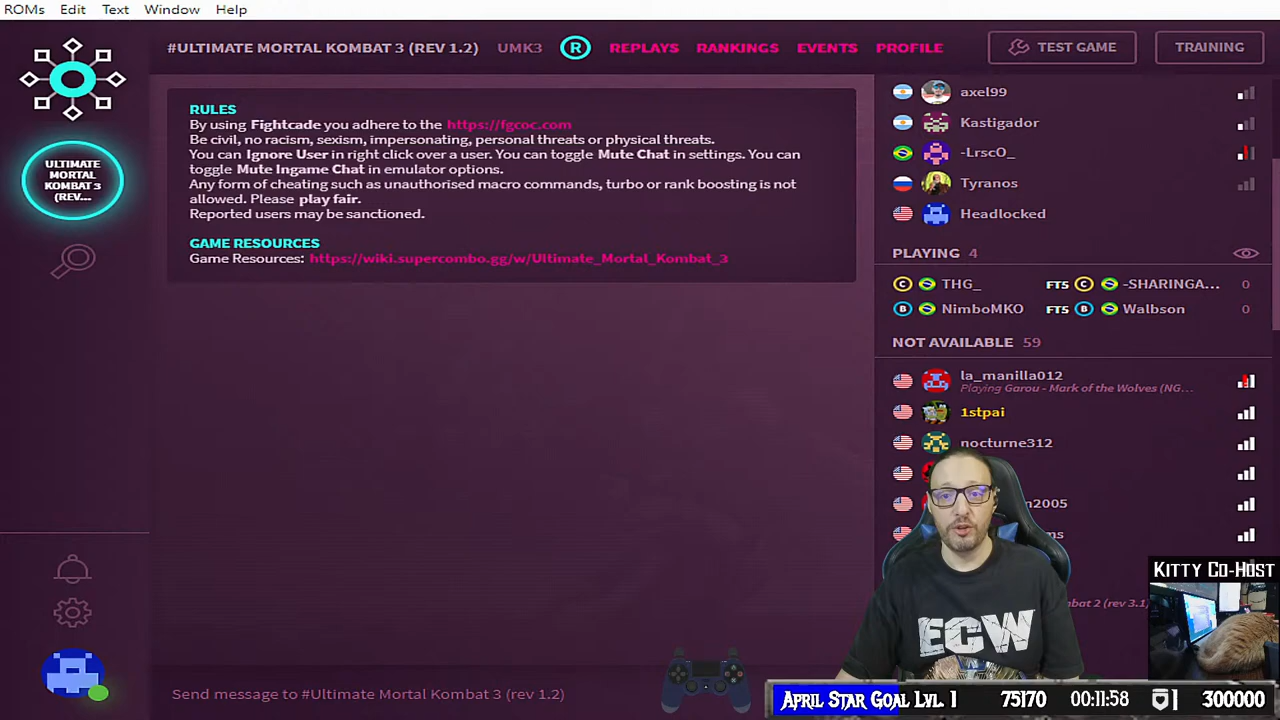 ROMs Edit Text Window Help
#ULTIMATE MORTAL KOMBAT 3 (REV 1.2) UMK3 R REPLAYS RANKINGS EVENTS PROFILE TEST GAME TRAINING
ULTIMATE
MORTAL
KOMBAT 3
(REV...
RULES
By using Fightcade you adhere to the https://fgcoc.com
Be civil, no racism, sexism, impersonating, personal threats or physical threats.
You can Ignore User in right click over a user. You can toggle Mute Chat in settings. You can
toggle Mute Ingame Chat in emulator options.
Any form of cheating such as unauthorised macro commands, turbo or rank boosting is not
allowed. Please play fair.
Reported users may be sanctioned.
GAME RESOURCES
Game Resources: https://wiki.supercombo.gg/w/Ultimate_Mortal_Kombat_3
axel99
Kastigador
-LrscO_
Tyranos
Headlocked
PLAYING 4
C THG_ FT5 C -SHARINGA... 0
B NimboMKO FT5 B Walbson 0
NOT AVAILABLE 59
la_manilla012
Playing Garou - Mark of the Wolves (NG...
1stpai
nocturne312
2005
(rev 3.1)
ECW
KITTY CO-HOST
Send message to #Ultimate Mortal Kombat 3 (rev 1.2)
APRIL STAR GOAL LVL. 1 75170 00:11:58 1 300000